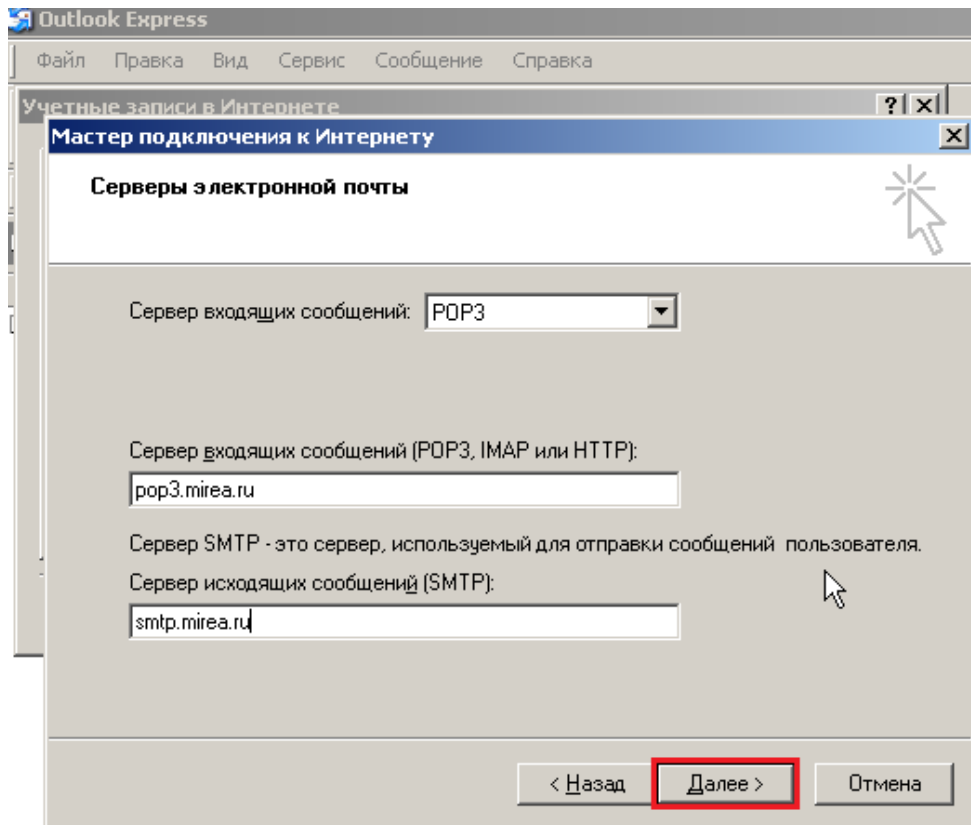 Outlook Express
Файл Правка Вид Сервис Сообщение Справка
Учетные записи в Интернете
Мастер подключения к Интернету
Серверы электронной почты
Сервер входящих сообщений: POP3
Сервер входящих сообщений (POP3, IMAP или HTTP):
pop3.mirea.ru
Сервер SMTP - это сервер, используемый для отправки сообщений пользователя.
Сервер исходящих сообщений (SMTP):
smtp.mirea.ru
< Назад Далее > Отмена